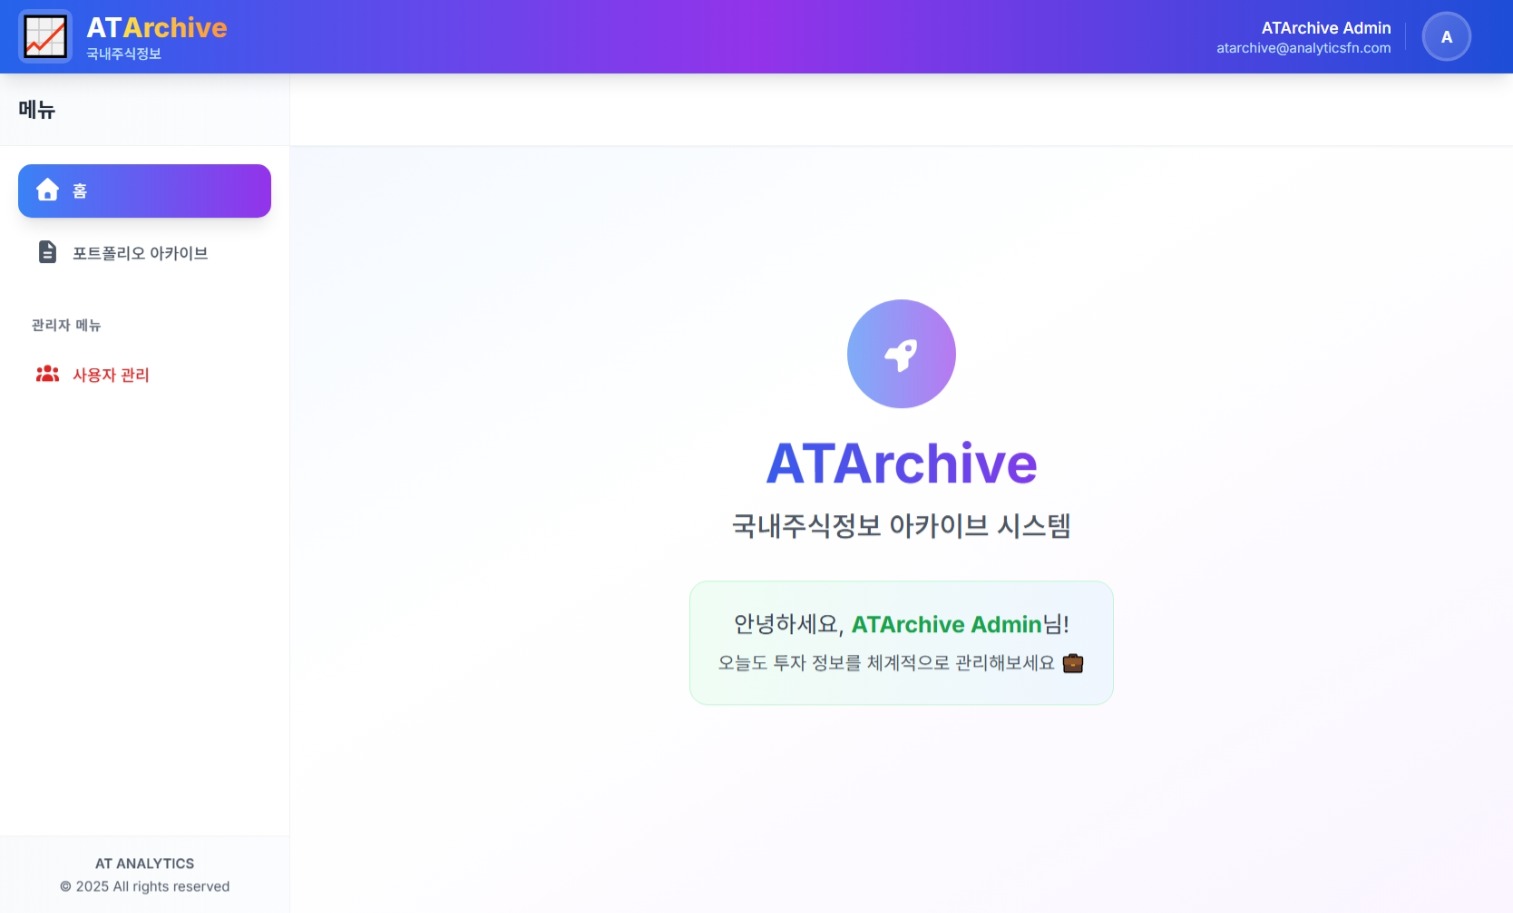 ATArchive
국내주식정보
ATArchive Admin
atarchive@analyticsfn.com
A
메뉴
홈
포트폴리오 아카이브
관리자 메뉴
사용자 관리
ATArchive
국내주식정보 아카이브 시스템
안녕하세요, ATArchive Admin님!
오늘도 투자 정보를 체계적으로 관리해보세요 💼
AT ANALYTICS
© 2025 All rights reserved